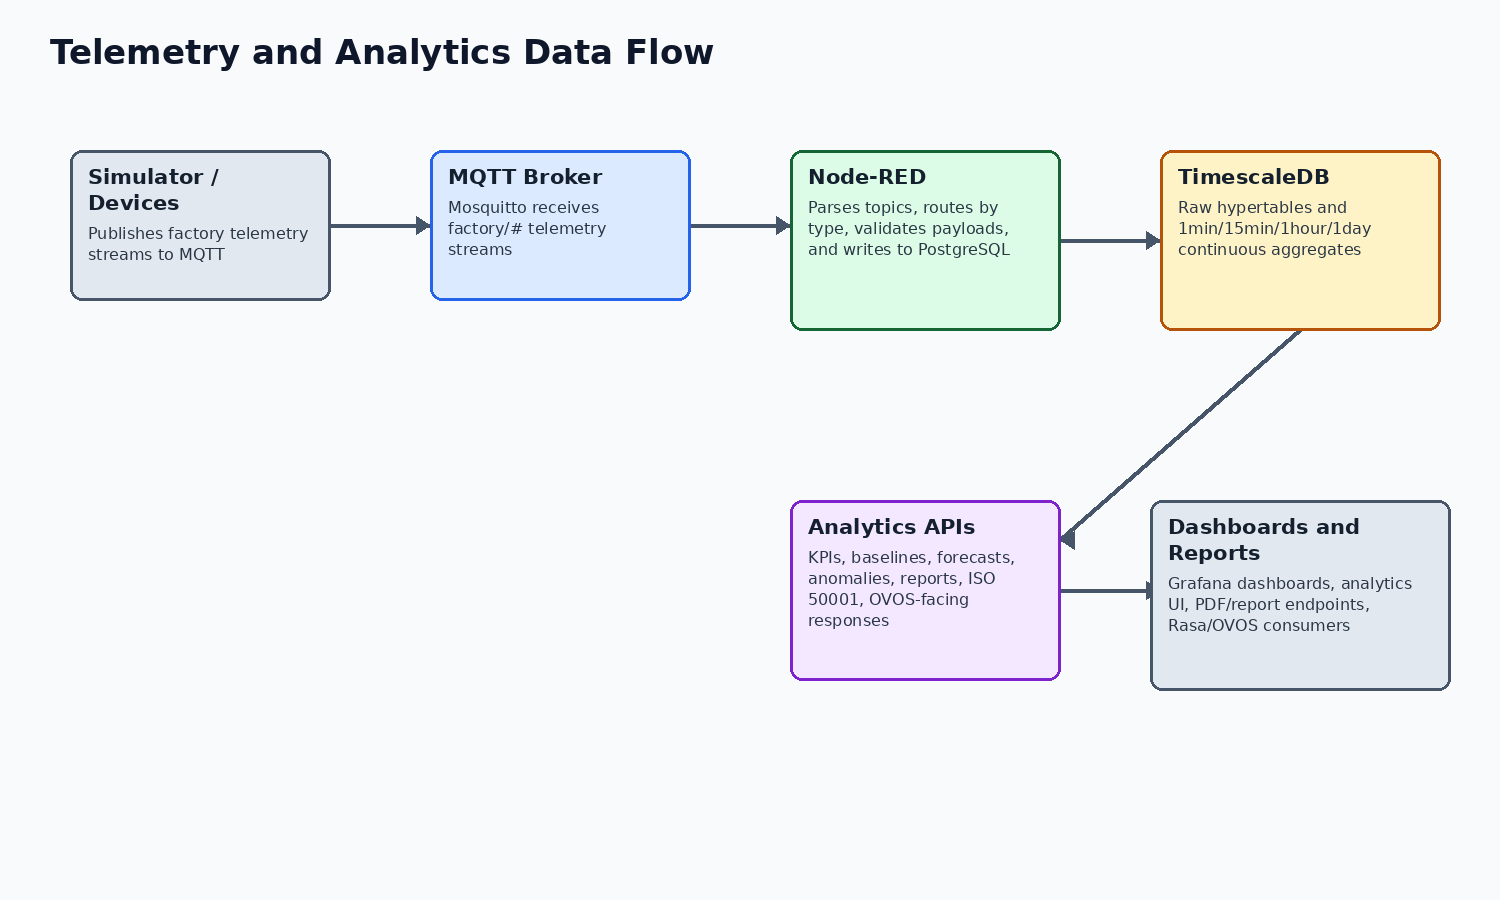 Telemetry and Analytics Data Flow
Simulator /
Devices
Publishes factory telemetry
streams to MQTT
MQTT Broker
Mosquitto receives
factory/# telemetry
streams
Node-RED
Parses topics, routes by
type, validates payloads,
and writes to PostgreSQL
TimescaleDB
Raw hypertables and
1min/15min/1hour/1day
continuous aggregates
Analytics APIs
KPIs, baselines, forecasts,
anomalies, reports, ISO
50001, OVOS-facing
responses
Dashboards and
Reports
Grafana dashboards, analytics
UI, PDF/report endpoints,
Rasa/OVOS consumers